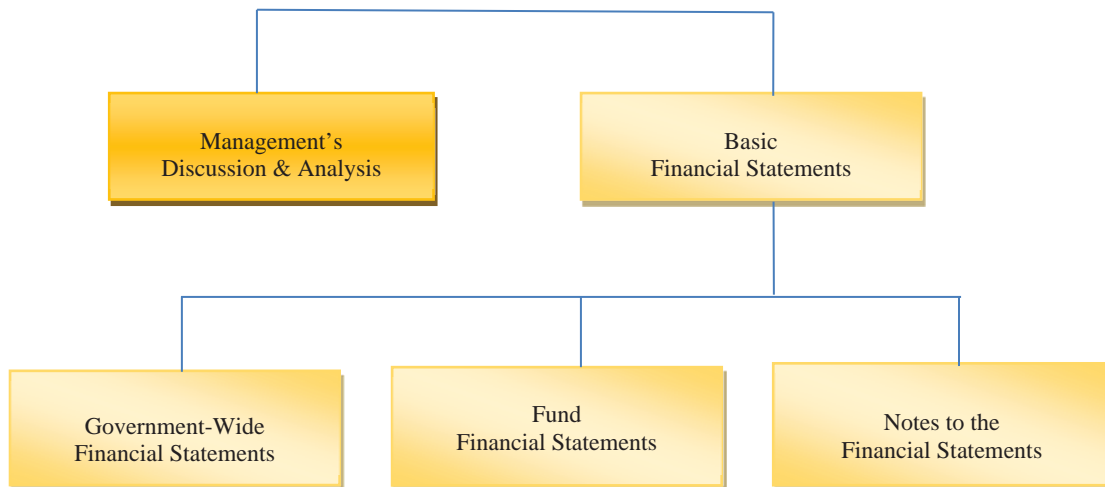 Management’s
Discussion & Analysis
Basic
Financial Statements
Government-Wide
Financial Statements
Fund
Financial Statements
Notes to the
Financial Statements